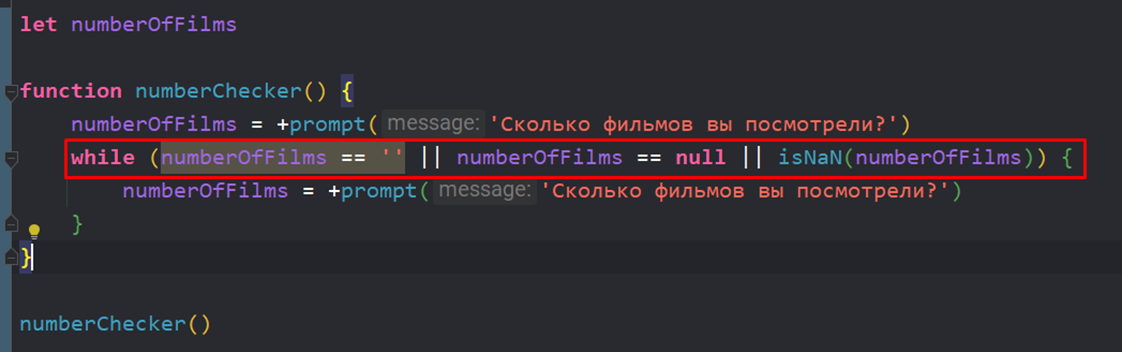 let numberOfFilms
function numberChecker() {
numberOfFilms = +prompt( message: 'Сколько фильмов вы посмотрели?')
while (numberOfFilms == '' || numberOfFilms == null || isNaN(numberOfFilms)) {
numberOfFilms = +prompt( message: 'Сколько фильмов вы посмотрели?')
}
}
numberChecker()